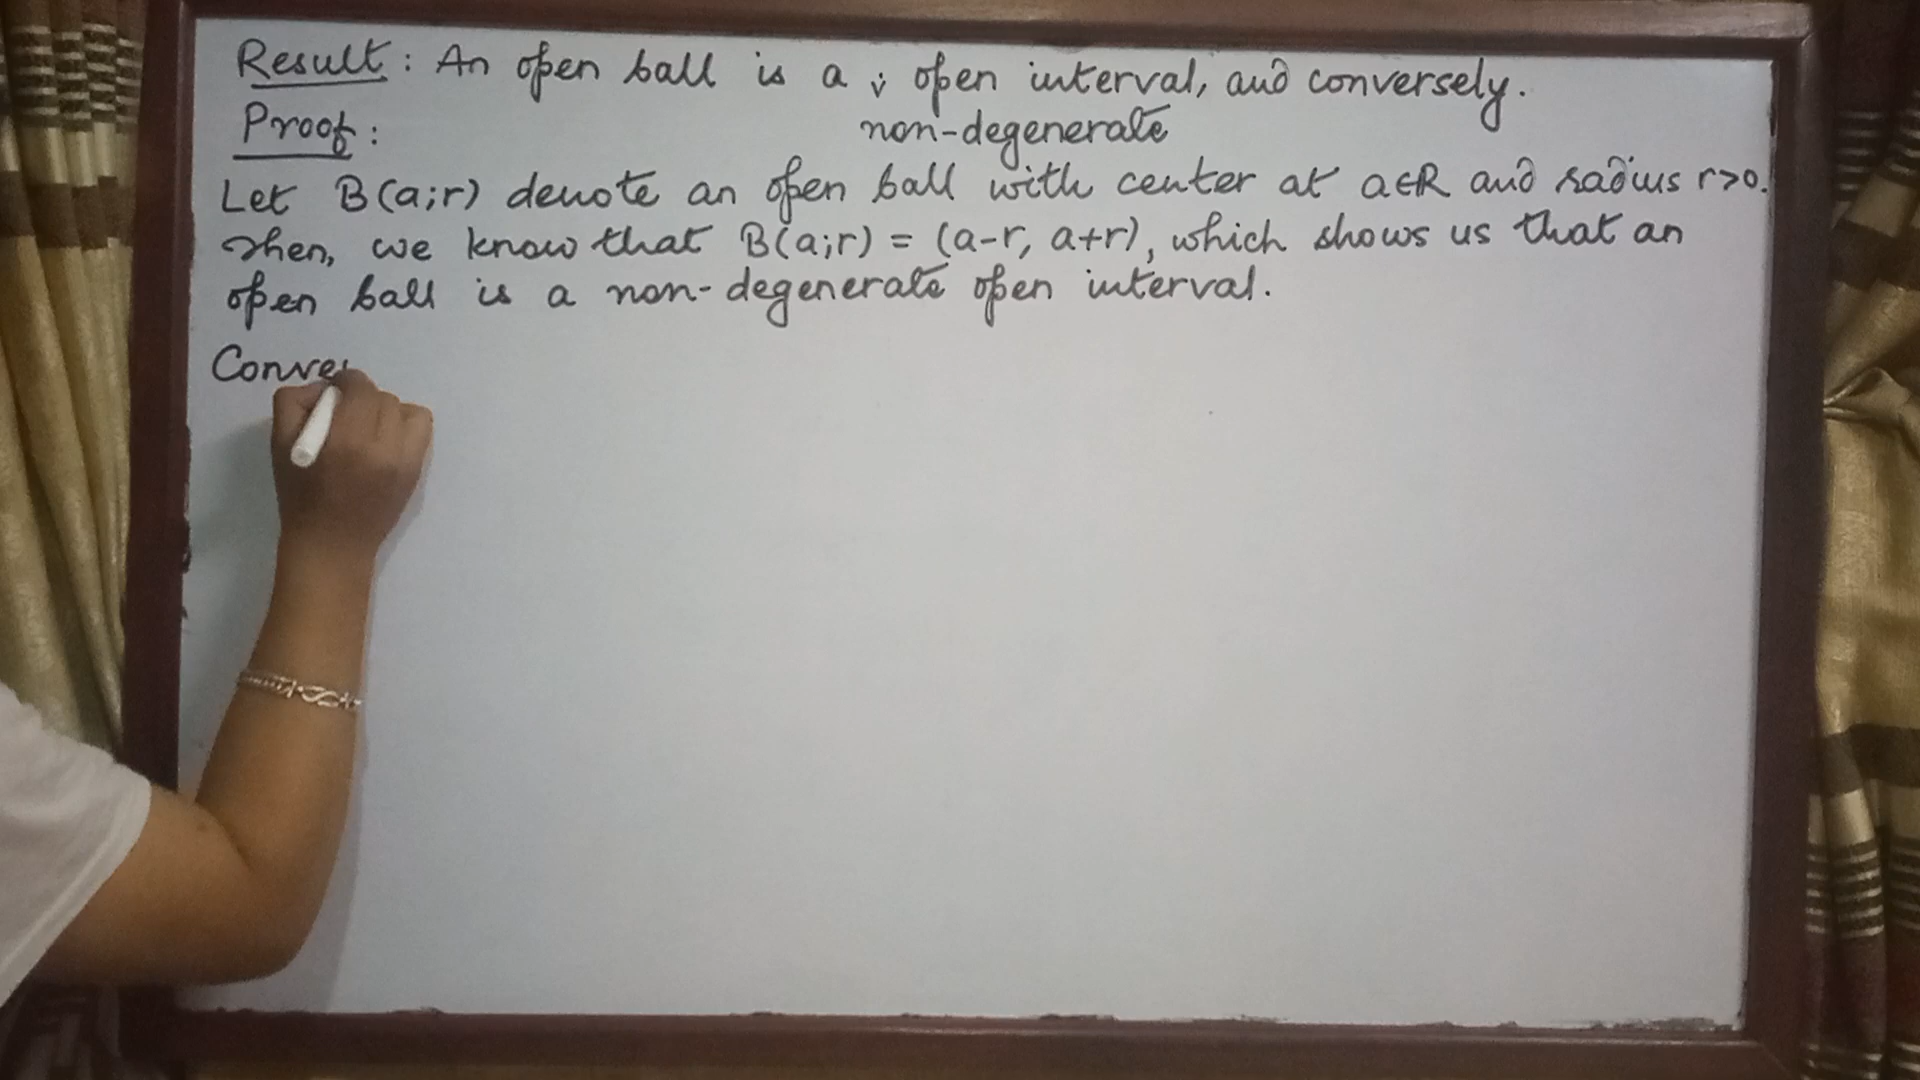 Result: An open ball is a open interval, and conversely.
non-degenerate
Proof:
Let B(a;r) denote an open ball with center at a∈R and radius r>0.
Then, we know that B(a;r) = (a-r, a+r), which shows us that an
open ball is a non-degenerate open interval.
Conve